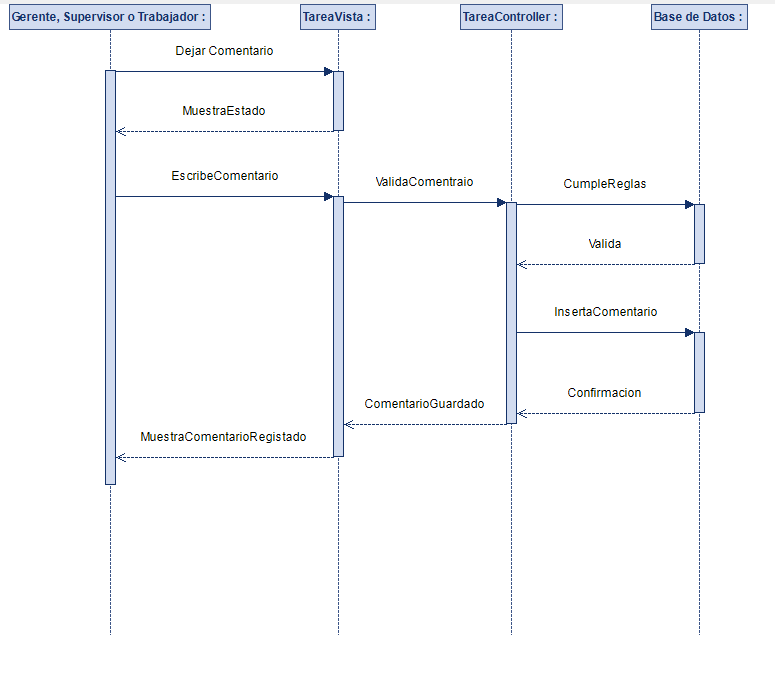 Gerente, Supervisor o Trabajador :
TareaVista :
TareaController :
Base de Datos :
Dejar Comentario
MuestraEstado
EscribeComentario
ValidaComentraio
CumpleReglas
Valida
InsertaComentario
Confirmacion
ComentarioGuardado
MuestraComentarioRegistado